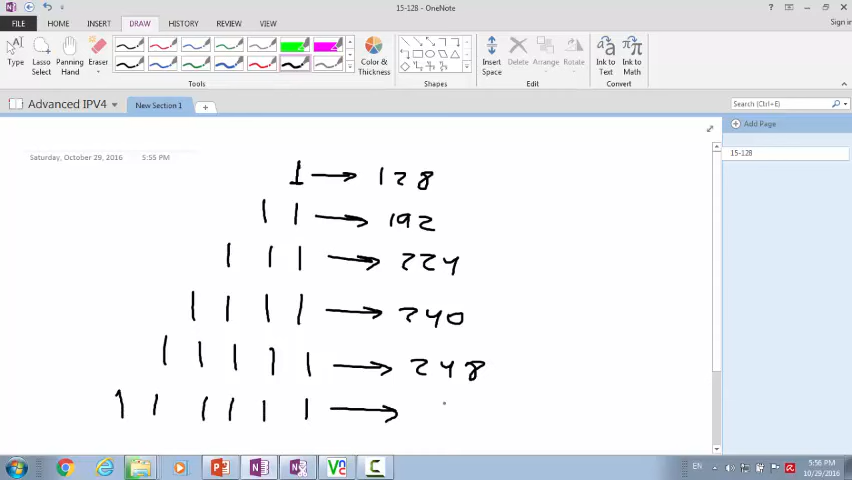 15-128 - OneNote
FILE HOME INSERT DRAW HISTORY REVIEW VIEW
Sign in
Type Lasso Select Panning Hand Eraser
Color & Thickness
Insert Space Delete Arrange Rotate
Ink to Text Ink to Math
Tools Shapes Edit Convert
Advanced IPV4 New Section 1 Search (Ctrl+E)
Add Page
15-128
Saturday, October 29, 2016 5:55 PM
1 → 128
1 1 → 192
1 1 1 → 224
1 1 1 1 → 240
1 1 1 1 1 → 248
1 1 1 1 1 1 →
EN 5:56 PM
10/29/2016